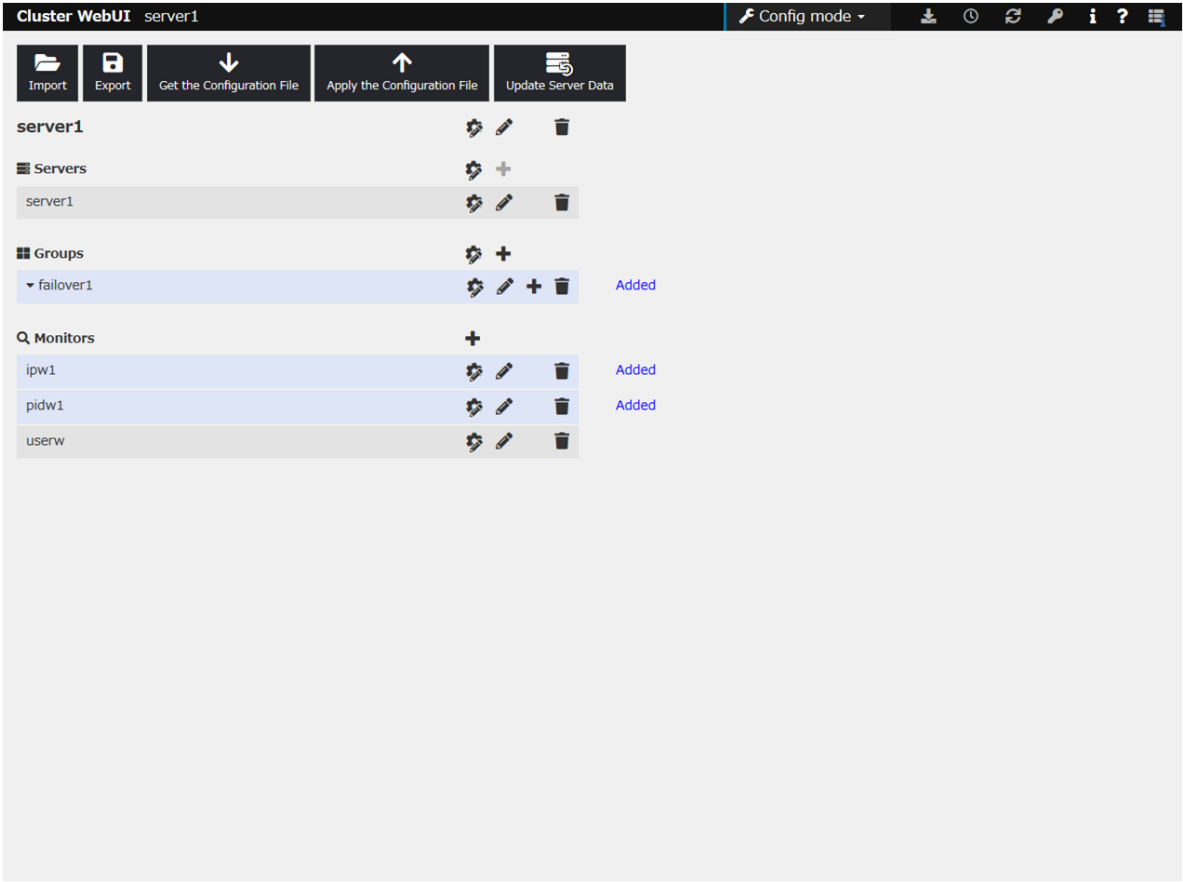 Cluster WebUI server1 Config mode
Import Export Get the Configuration File Apply the Configuration File Update Server Data
server1
Servers
server1
Groups
failover1 Added
Monitors
ipw1 Added
pidw1 Added
userw